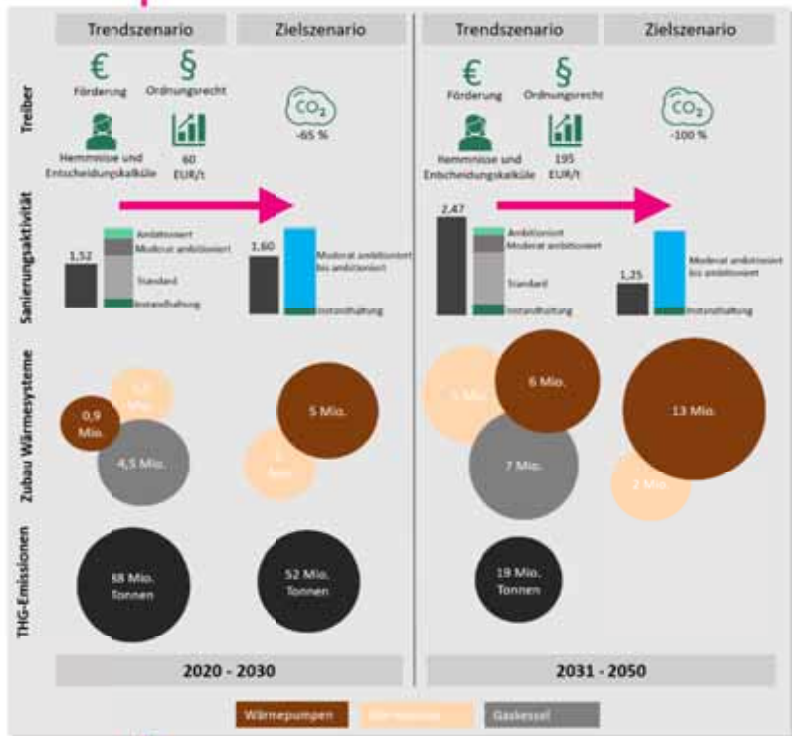 Trendszenario
Zielszenario
Trendszenario
Zielszenario
Treiber
€
§
Förderung
Ordnungsrecht
Hemmnisse und
Entscheidungskalküle
60
EUR/t
CO₂
-65 %
€
§
Förderung
Ordnungsrecht
Hemmnisse und
Entscheidungskalküle
195
EUR/t
CO₂
-100 %
Sanierungsaktivität
1,52
Ambitioniert
Moderat ambitioniert
Standard
Instandhaltung
1,60
Moderat ambitioniert
bis ambitioniert
Instandhaltung
2,47
Ambitioniert
Moderat ambitioniert
Standard
Instandhaltung
1,25
Moderat ambitioniert
bis ambitioniert
Instandhaltung
Zubau Wärmesysteme
0,9
Mio.
4,5 Mio.
5 Mio.
6 Mio.
7 Mio.
13 Mio.
2 Mio.
THG-Emissionen
Mio.
Tonnen
52 Mio.
Tonnen
19 Mio.
Tonnen
2020 - 2030
2031 - 2050
Wärmepumpen
Gaskessel